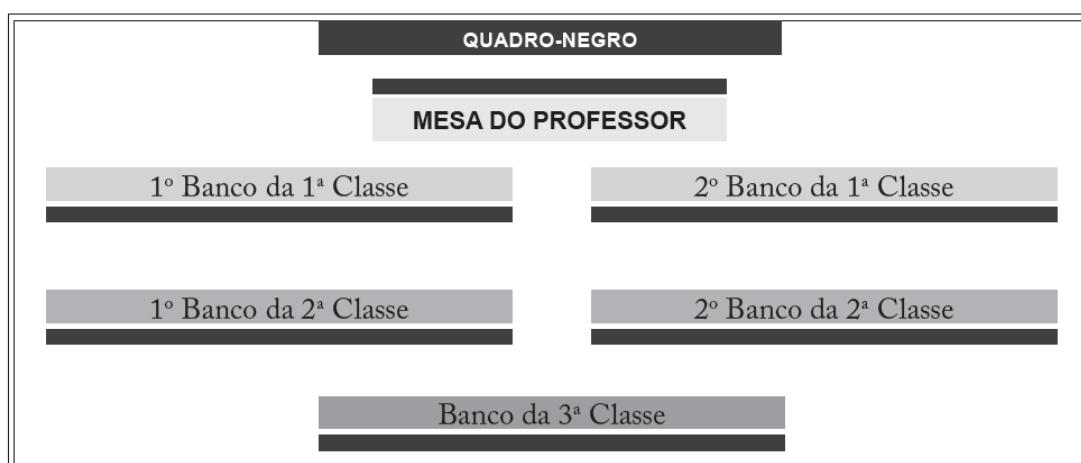 QUADRO-NEGRO
MESA DO PROFESSOR
1º Banco da 1ª Classe
2º Banco da 1ª Classe
1º Banco da 2ª Classe
2º Banco da 2ª Classe
Banco da 3ª Classe